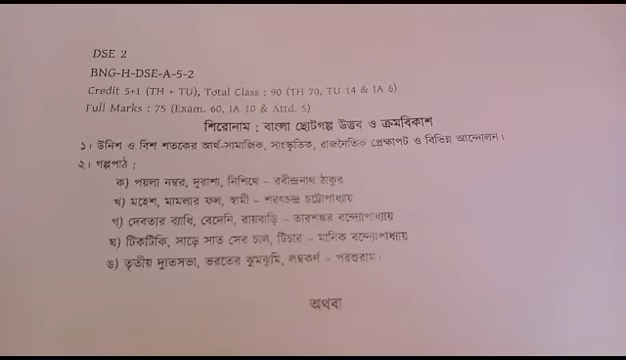 DSE 2
BNG-H-DSE-A-5-2
Credit 5+1 (TH + TU), Total Class : 90 (TH 70, TU 14 & IA 6)
Full Marks : 75 (Exam. 60, IA 10 & Attd. 5)
শিরোনাম : বাংলা ছোটগল্প উদ্ভব ও ক্রমবিকাশ
১। উনিশ ও বিশ শতকের আর্থ-সামাজিক, সাংস্কৃতিক, রাজনৈতিক প্রেক্ষাপট ও বিভিন্ন আন্দোলন।
২। গল্পপাঠ :
ক) পয়লা নম্বর, দুরাশা, নিশিথে – রবীন্দ্রনাথ ঠাকুর
খ) মহেশ, মামলার ফল, স্বামী – শরৎচন্দ্র চট্টোপাধ্যায়
গ) দেবতার ব্যাধি, বেদেনি, রায়বাড়ি – তারাশঙ্কর বন্দ্যোপাধ্যায়
ঘ) টিকটিকি, সাড়ে সাত সের চাল, টিচার – মানিক বন্দ্যোপাধ্যায়
ঙ) তৃতীয় দ্যূতসভা, ভরতের ঝুমঝুমি, লম্বকর্ণ – পরশুরাম।
অথবা